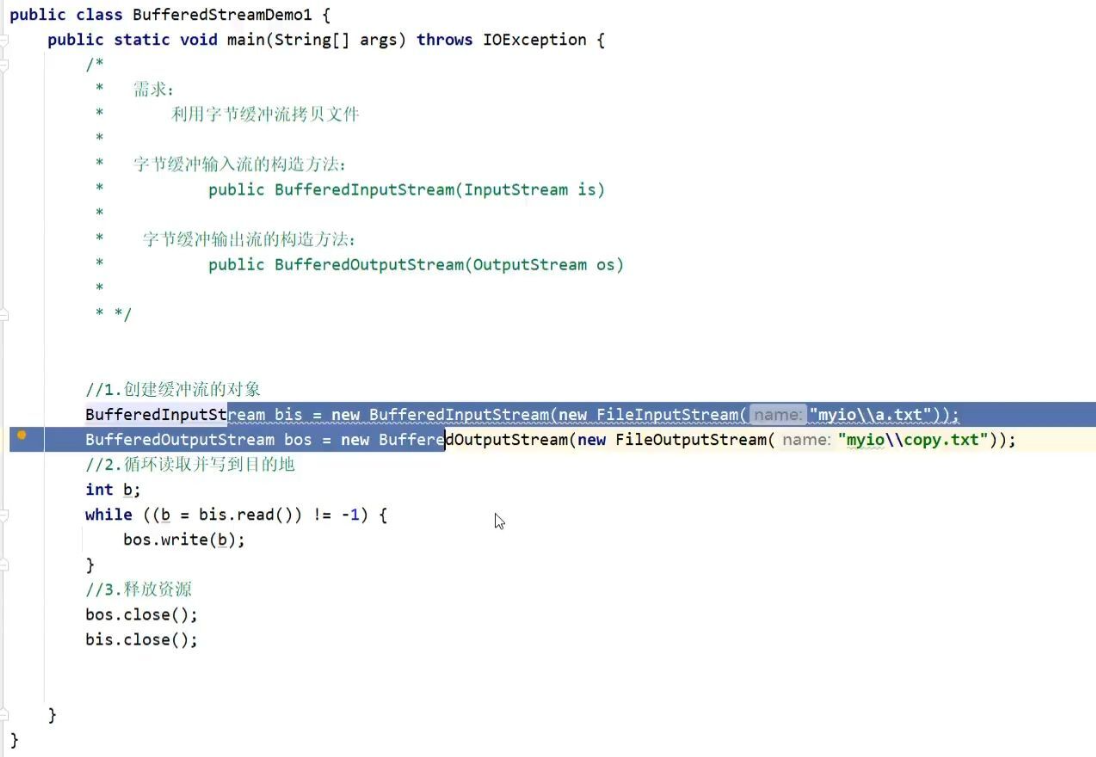 public class BufferedStreamDemo1 {
public static void main(String[] args) throws IOException {
/*
* 需求:
* 利用字节缓冲流拷贝文件
*
* 字节缓冲输入流的构造方法:
* public BufferedInputStream(InputStream is)
*
* 字节缓冲输出流的构造方法:
* public BufferedOutputStream(OutputStream os)
*
* */
//1.创建缓冲流的对象
BufferedInputStream bis = new BufferedInputStream(new FileInputStream( name: "myio\\a.txt"));
BufferedOutputStream bos = new BufferedOutputStream(new FileOutputStream( name: "myio\\copy.txt"));
//2.循环读取并写到目的地
int b;
while ((b = bis.read()) != -1) {
bos.write(b);
}
//3.释放资源
bos.close();
bis.close();
}
}